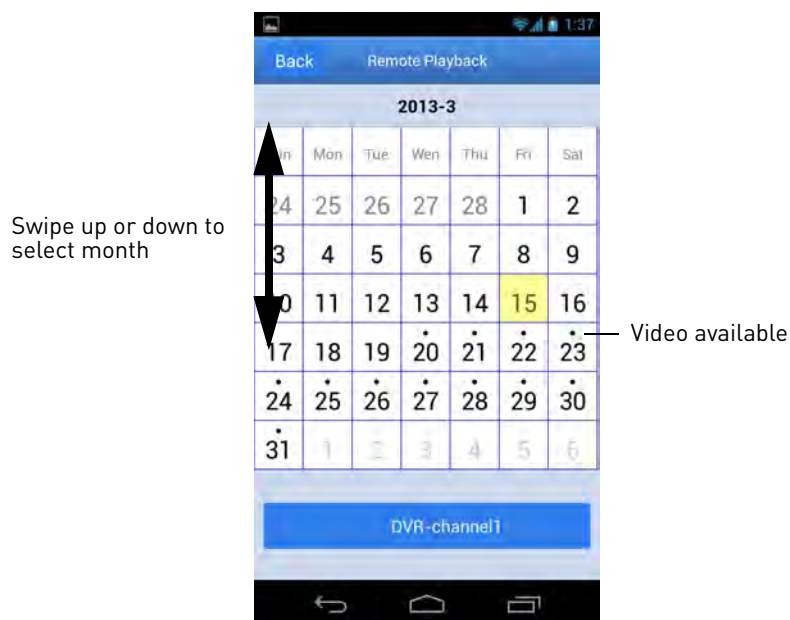 1:37
Back Remote Playback
2013-3
Mon Tue Wen Thu Fri Sat
24 25 26 27 28 1 2
3 4 5 6 7 8 9
11 12 13 14 15 16
17 18 19 20 21 22 23
24 25 26 27 28 29 30
31 1 2 3 4 5 6
DVR-channel1
Swipe up or down to
select month
Video available